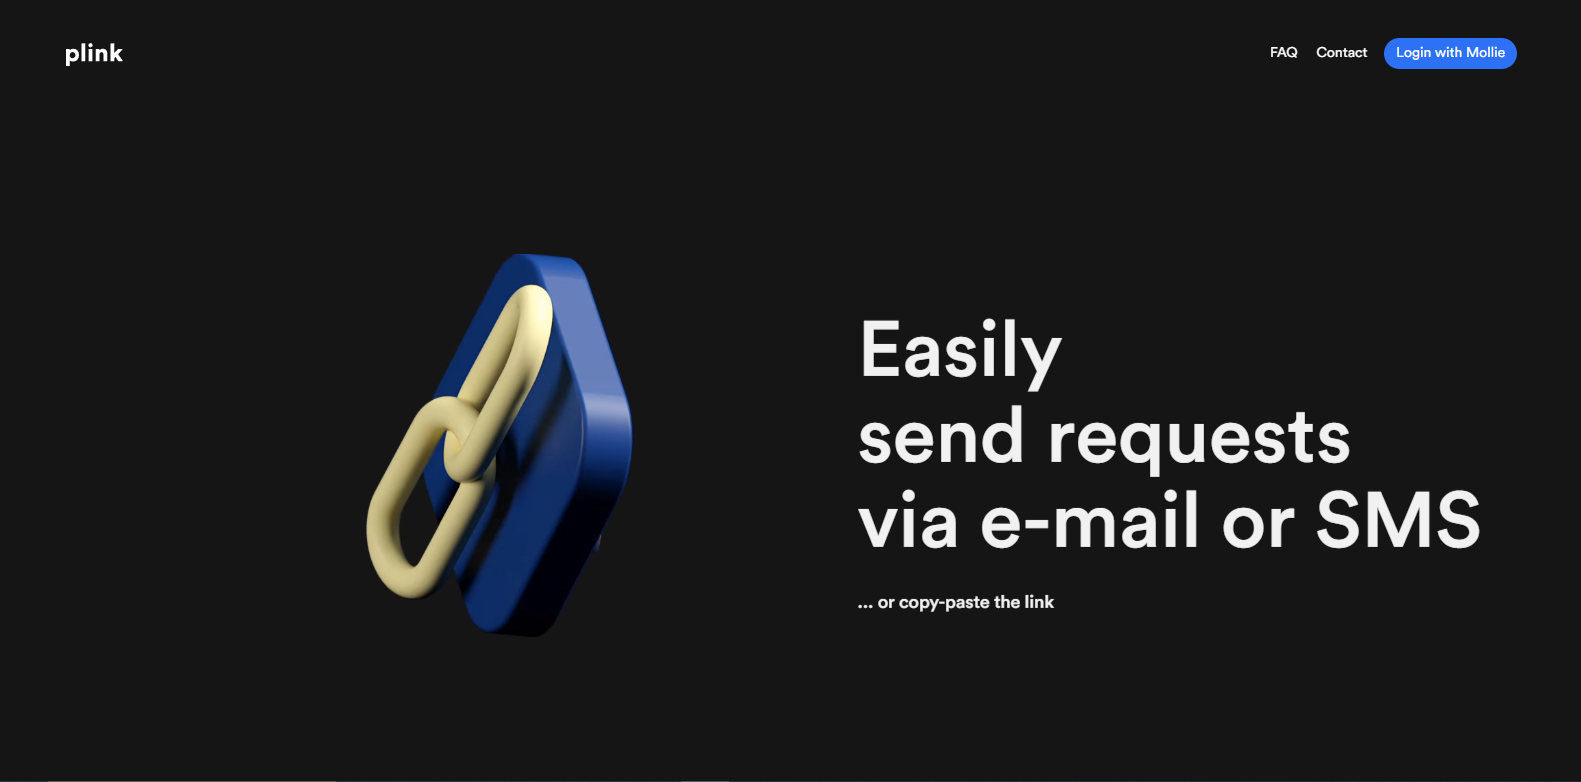 plink
FAQ
Contact
Login with Mollie
Easily
send requests
via e-mail or SMS
... or copy-paste the link